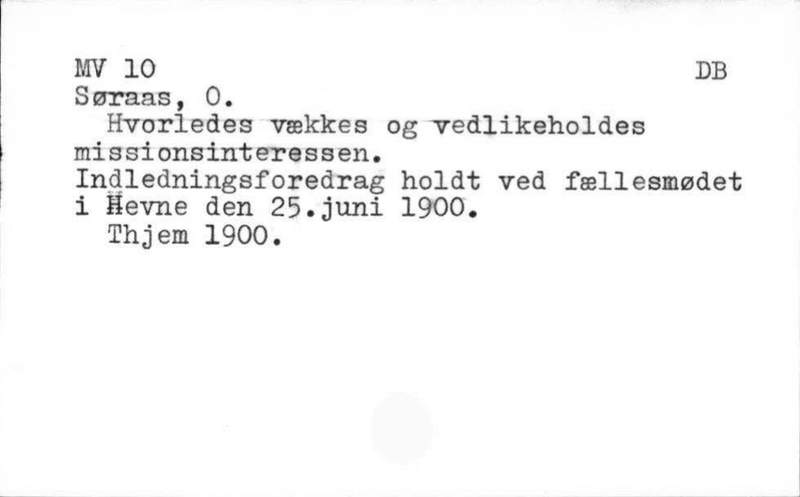 MV 10 DB
Søraas, O.
Hvorledes vækkes og vedlikeholdes
missionsinteressen.
Indledningsforedrag holdt ved fællesmødet
i Hevne den 25.juni 1900.
Thjem 1900.